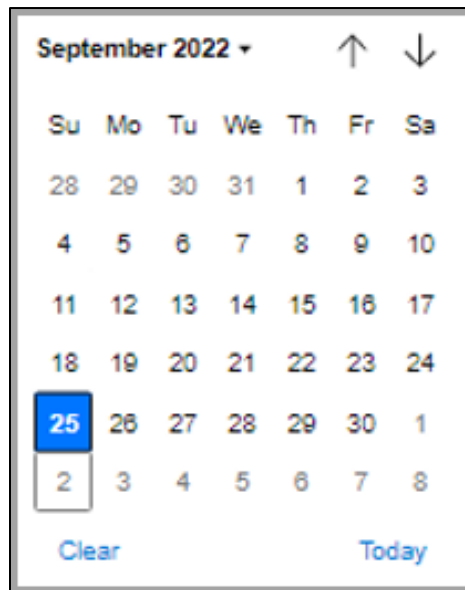 September 2022
Su Mo Tu We Th Fr Sa
28 29 30 31 1 2 3
4 5 6 7 8 9 10
11 12 13 14 15 16 17
18 19 20 21 22 23 24
25 26 27 28 29 30 1
2 3 4 5 6 7 8
Clear Today